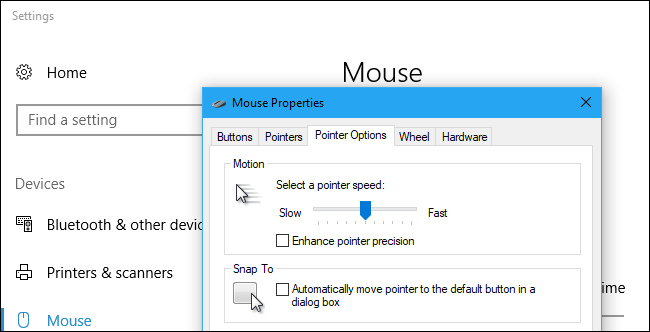 Settings
Home
Mouse
Find a setting
Devices
Bluetooth & other
Printers & scanners
Mouse
Mouse Properties
Buttons Pointers Pointer Options Wheel Hardware
Motion
Select a pointer speed:
Slow Fast
Enhance pointer precision
Snap To
Automatically move pointer to the default button in a
dialog box